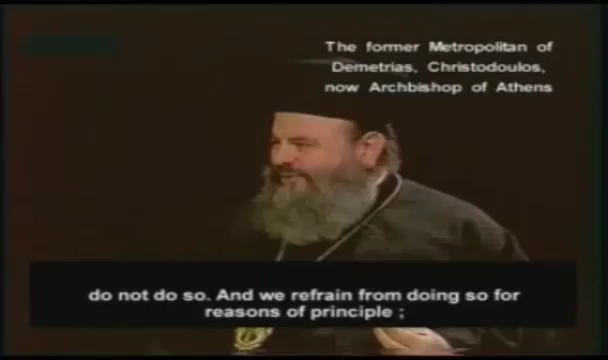 The former Metropolitan of
Demetrias, Christodoulos,
now Archbishop of Athens
do not do so. And we refrain from doing so for
reasons of principle ;